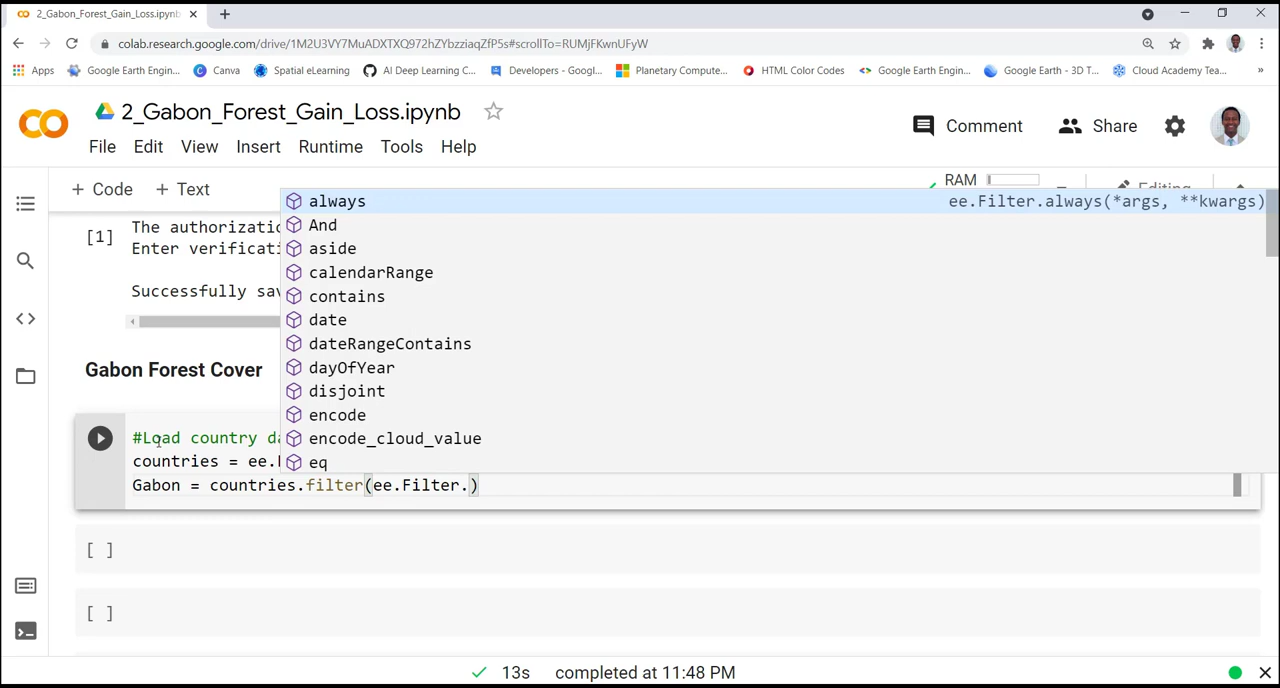 2_Gabon_Forest_Gain_Loss.ipynb
colab.research.google.com/drive/1M2U3VY7MuADXTXQ972hZYbzziaqZfP5s#scrollTo=RUMjFKwnUFyW
Apps Google Earth Engin... Canva Spatial eLearning AI Deep Learning C... Developers - Googl... Planetary Compute... HTML Color Codes Google Earth Engin... Google Earth - 3D T... Cloud Academy Tea... »
2_Gabon_Forest_Gain_Loss.ipynb
Comment Share
File Edit View Insert Runtime Tools Help
+ Code + Text
RAM
Editing
always ee.Filter.always(*args, **kwargs)
And
aside
calendarRange
contains
date
dateRangeContains
dayOfYear
disjoint
encode
encode_cloud_value
eq
[1] The authorizatic
Enter verificati
Successfully sav
Gabon Forest Cover
#Load country da
countries = ee.
Gabon = countries.filter(ee.Filter.)
[ ]
[ ]
13s completed at 11:48 PM